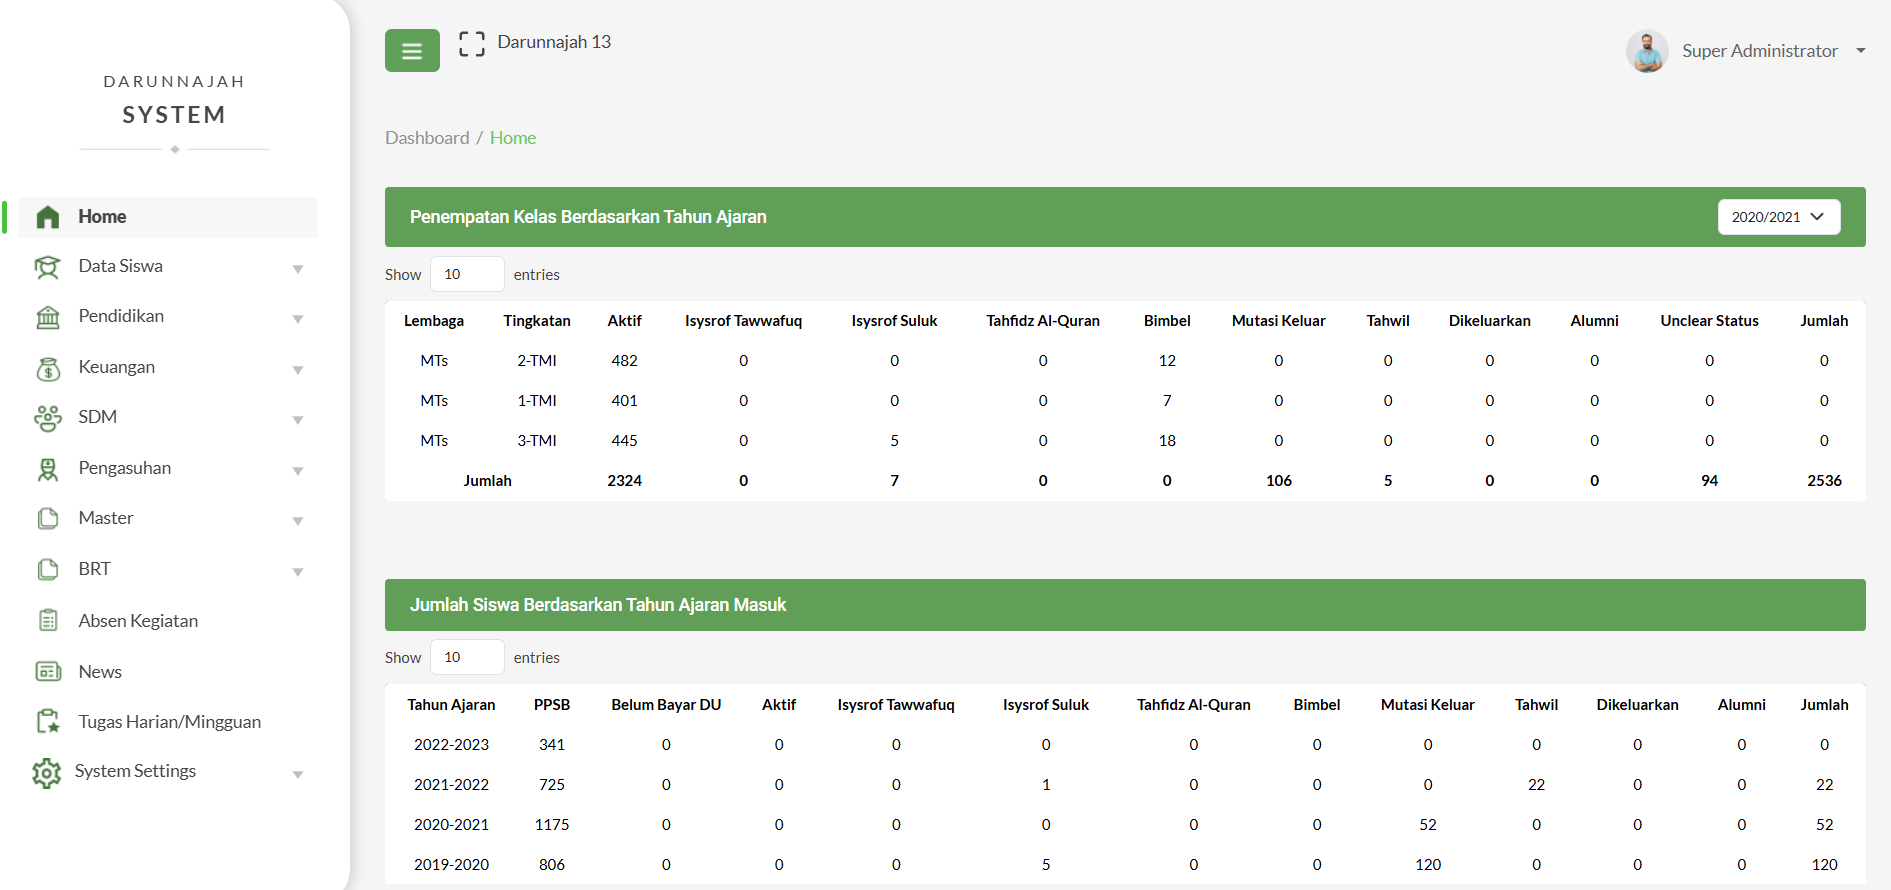 DARUNNAJAH
SYSTEM
Home
Data Siswa
Pendidikan
Keuangan
SDM
Pengasuhan
Master
BRT
Absen Kegiatan
News
Tugas Harian/Mingguan
System Settings
Darunnajah 13
Super Administrator
Dashboard / Home
Penempatan Kelas Berdasarkan Tahun Ajaran
2020/2021
Show 10 entries
Lembaga Tingkatan Aktif Isysrof Tawwafuq Isysrof Suluk Tahfidz Al-Quran Bimbel Mutasi Keluar Tahwil Dikeluarkan Alumni Unclear Status Jumlah
MTs 2-TMI 482 0 0 0 12 0 0 0 0 0 0
MTs 1-TMI 401 0 0 0 7 0 0 0 0 0 0
MTs 3-TMI 445 0 5 0 18 0 0 0 0 0 0
Jumlah 2324 0 7 0 0 106 5 0 0 94 2536
Jumlah Siswa Berdasarkan Tahun Ajaran Masuk
Show 10 entries
Tahun Ajaran PPSB Belum Bayar DU Aktif Isysrof Tawwafuq Isysrof Suluk Tahfidz Al-Quran Bimbel Mutasi Keluar Tahwil Dikeluarkan Alumni Jumlah
2022-2023 341 0 0 0 0 0 0 0 0 0 0 0
2021-2022 725 0 0 0 1 0 0 0 22 0 0 22
2020-2021 1175 0 0 0 0 0 0 52 0 0 0 52
2019-2020 806 0 0 0 5 0 0 120 0 0 0 120